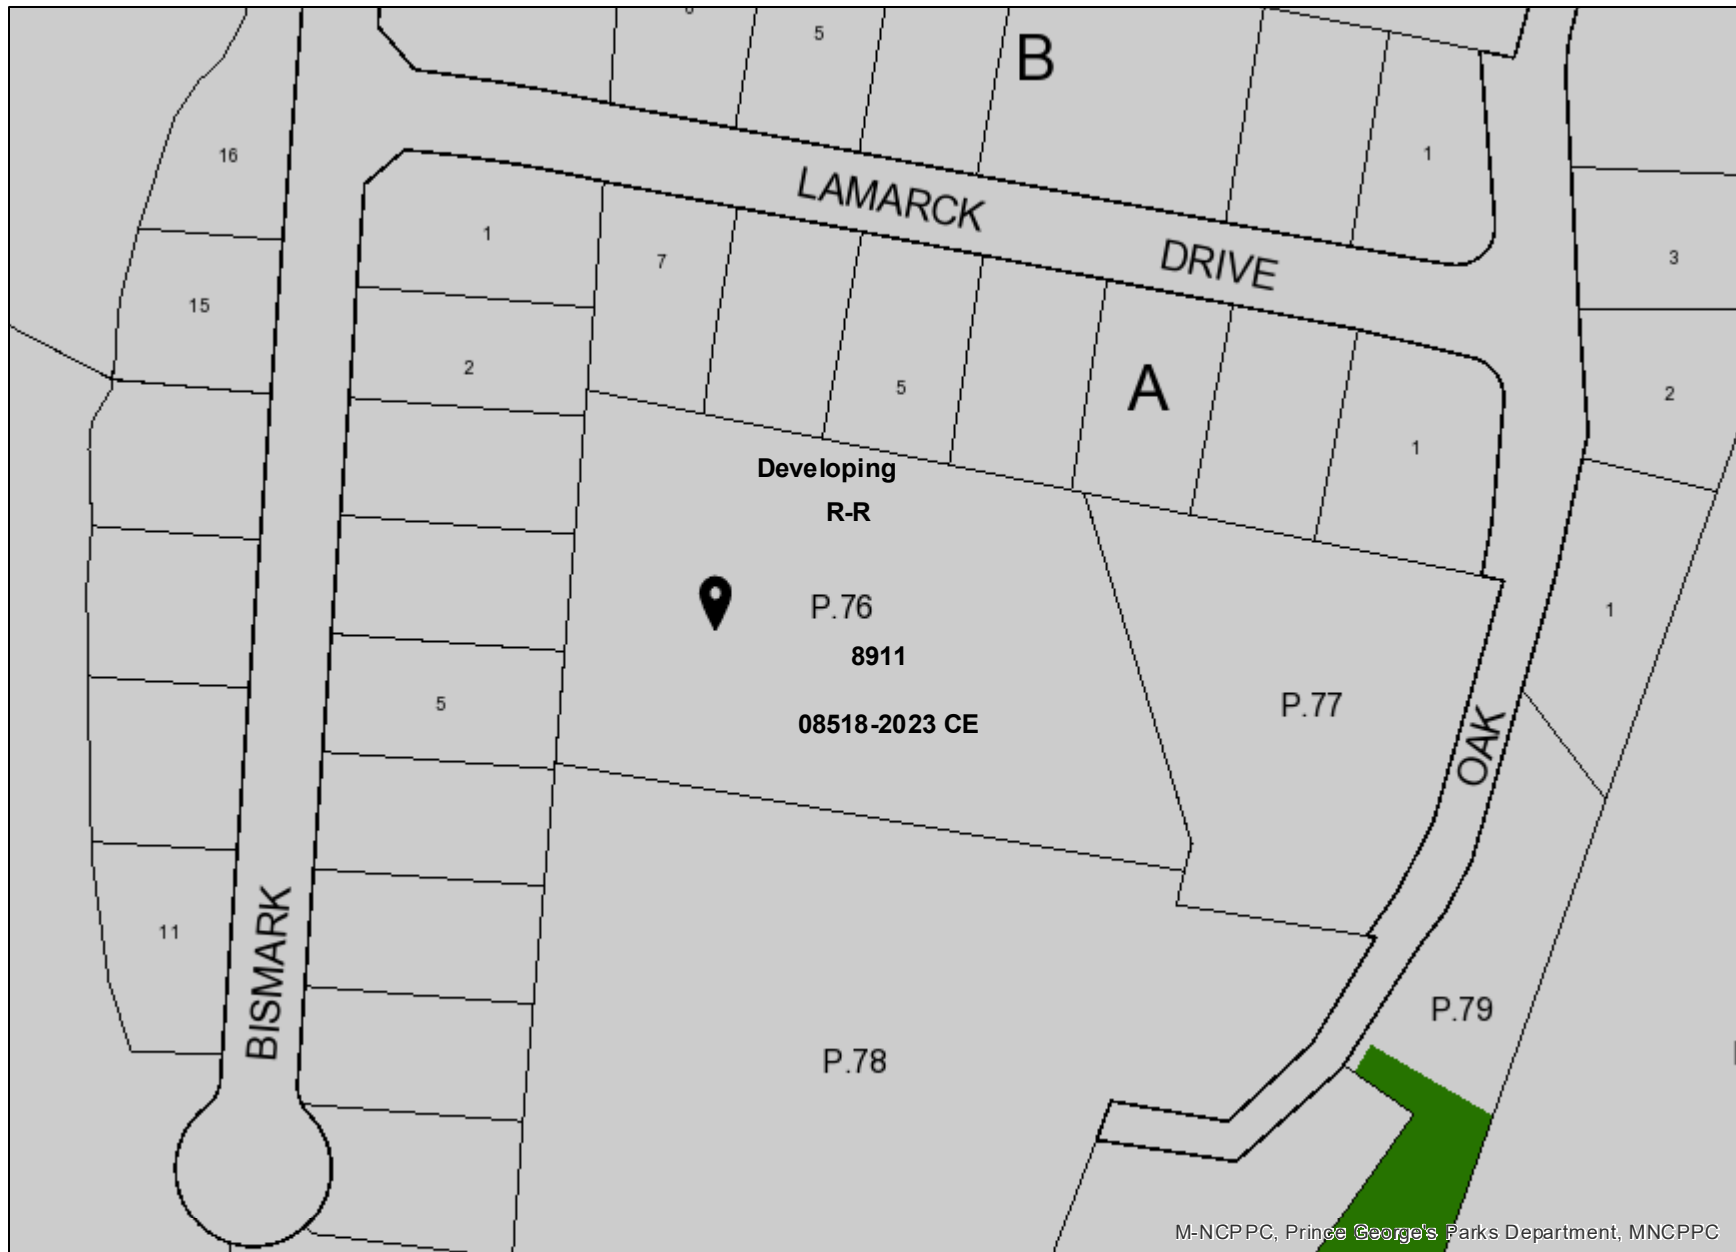 5
B
16
1
LAMARCK
1
DRIVE
3
7
15
2
5
A
2
1
Developing
R-R
P.76
1
8911
5
P.77
08518-2023 CE
OAK
11
BISMARK
P.79
P.78
M-NCPPC, Prince George's Parks Department, MNCPPC